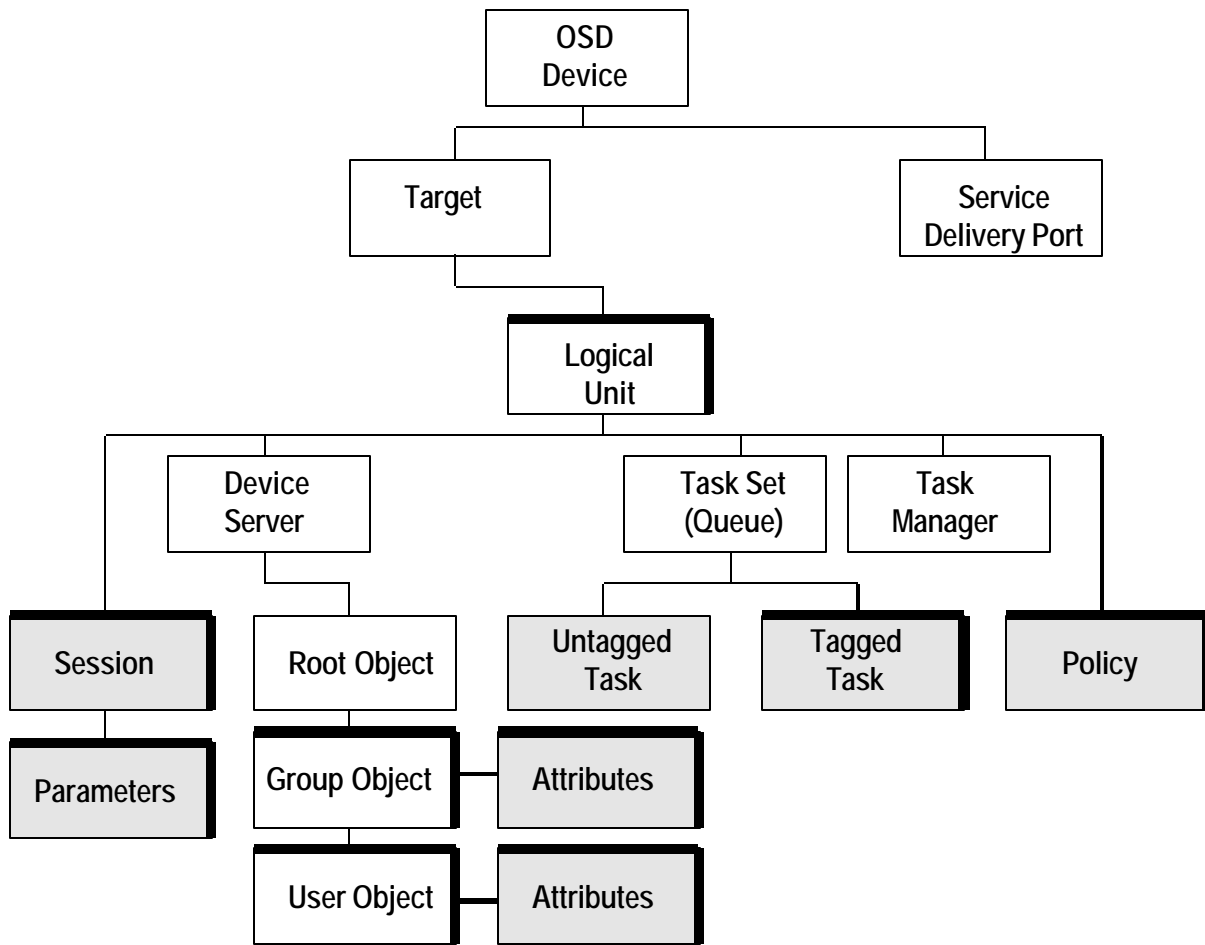 OSD
Device
Target
Service
Delivery Port
Logical
Unit
Device
Server
Task Set
(Queue)
Task
Manager
Session
Root Object
Untagged
Task
Tagged
Task
Policy
Parameters
Group Object
Attributes
User Object
Attributes